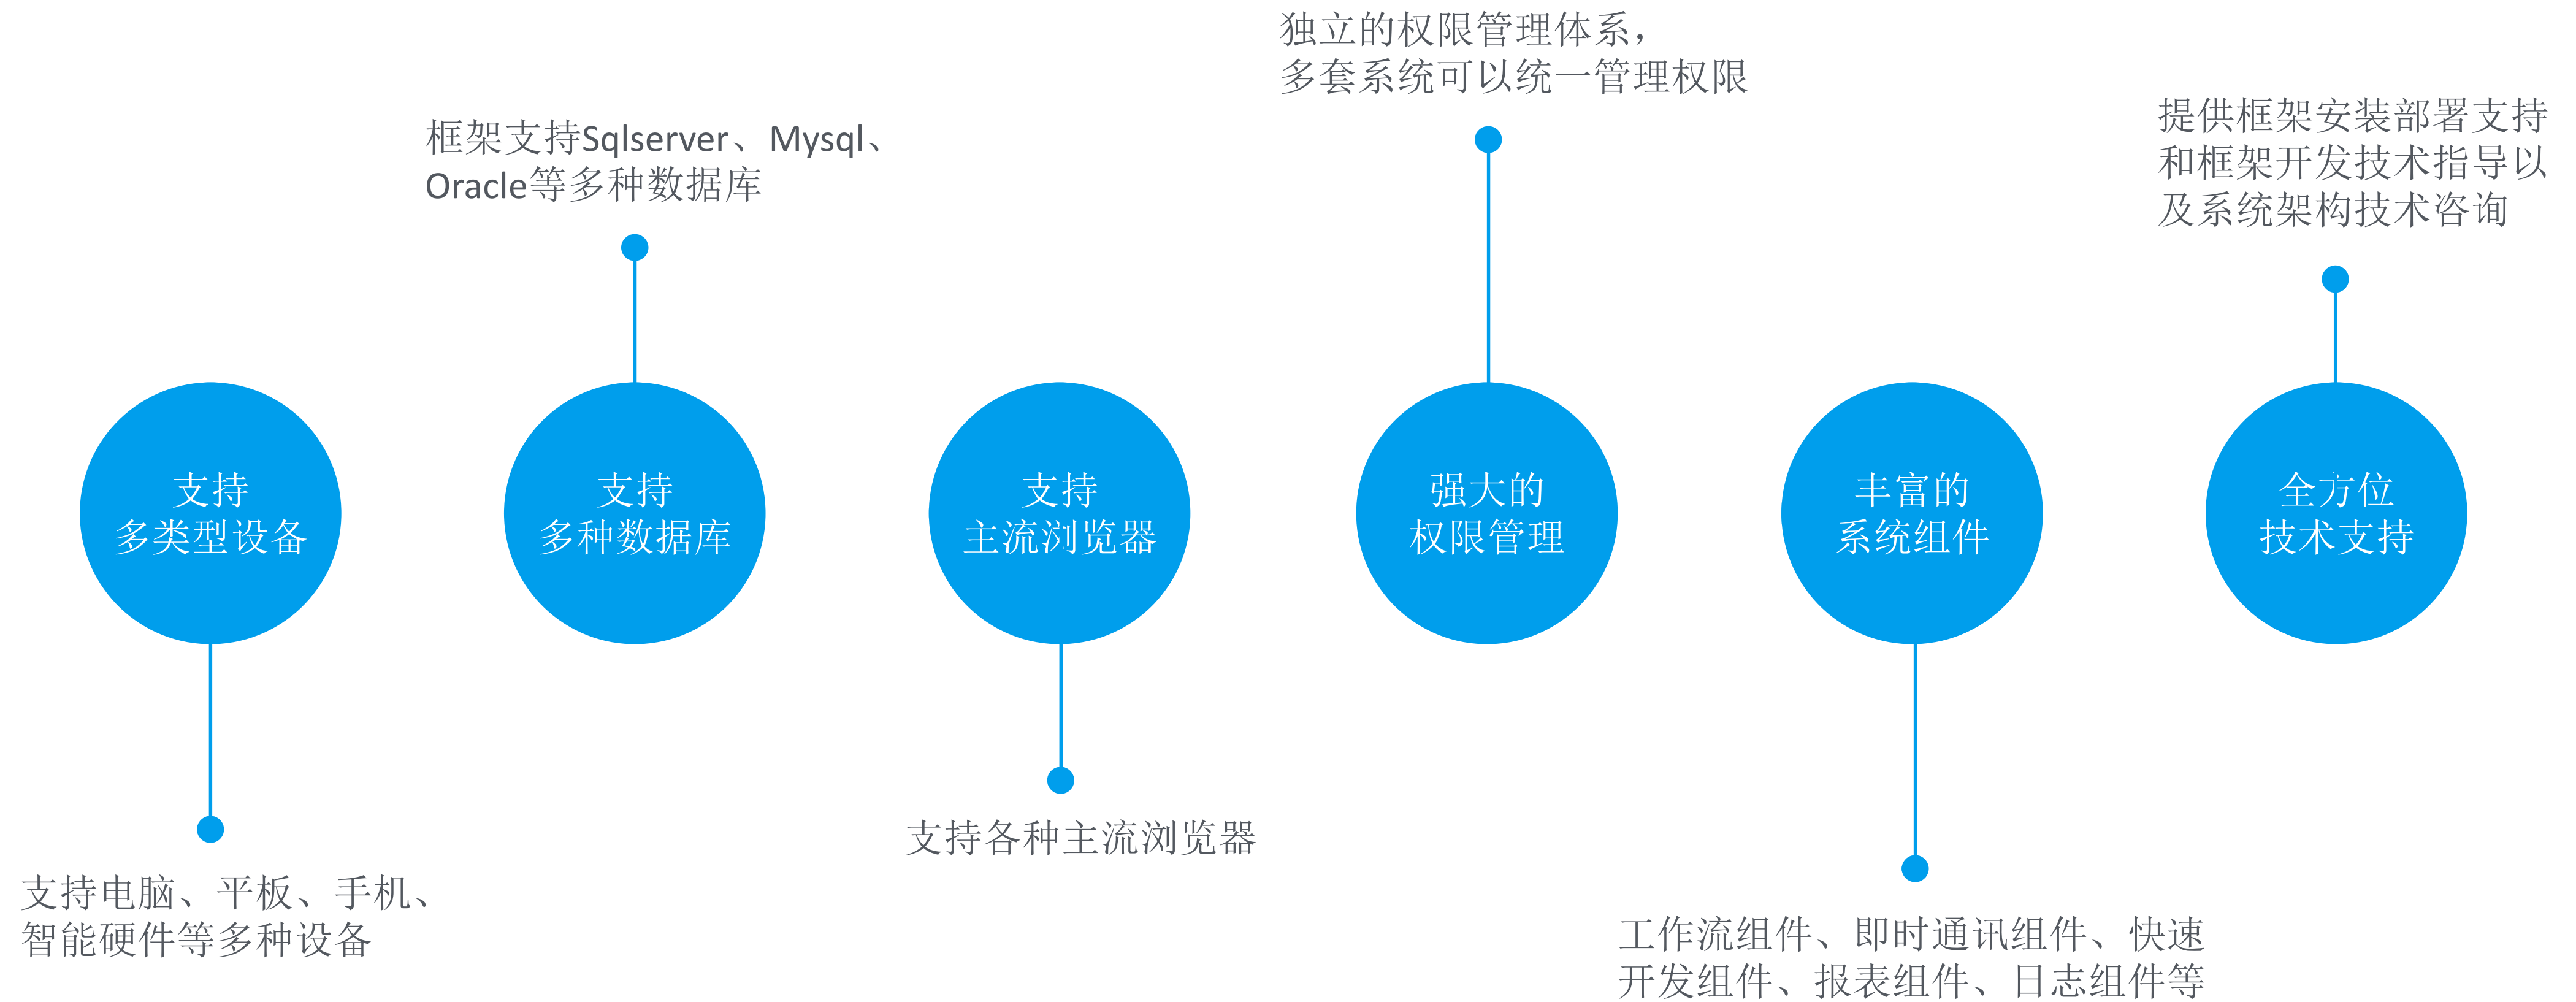 支持
多类型设备
支持电脑、平板、手机、
智能硬件等多种设备
框架支持Sqlserver、Mysql、
Oracle等多种数据库
支持
多种数据库
支持
主流浏览器
支持各种主流浏览器
独立的权限管理体系，
多套系统可以统一管理权限
强大的
权限管理
丰富的
系统组件
工作流组件、即时通讯组件、快速
开发组件、报表组件、日志组件等
提供框架安装部署支持
和框架开发技术指导以
及系统架构技术咨询
全方位
技术支持